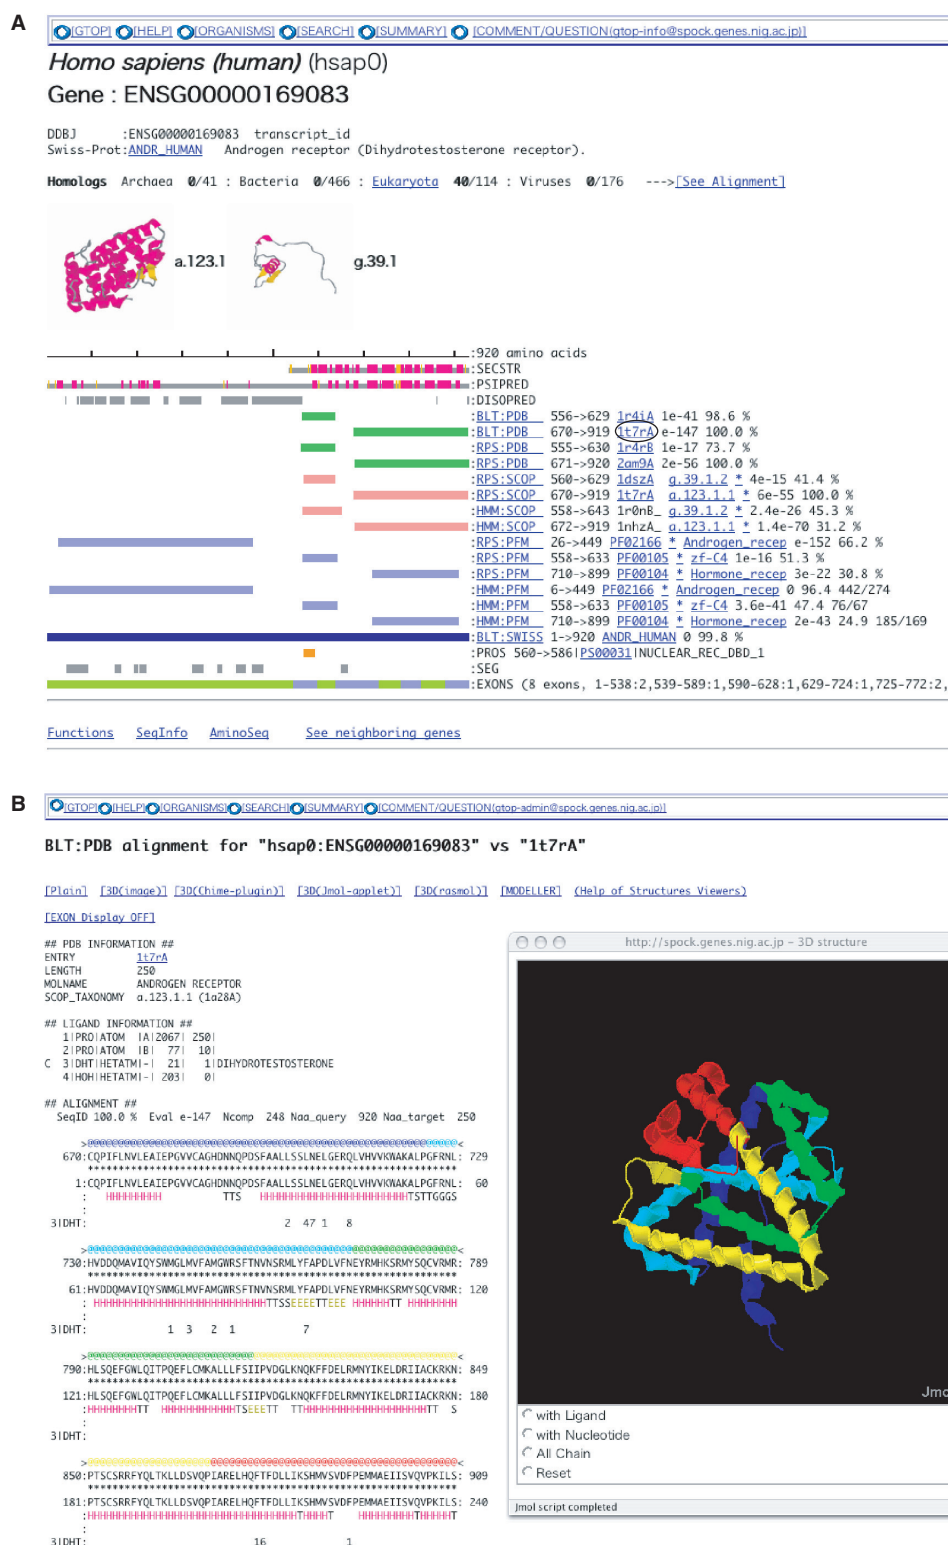 A
[GTOP] [HELP] [ORGANISMS] [SEARCH] [SUMMARY] [COMMENT/QUESTION(gtop-info@spock.genes.nig.ac.jp)]
Homo sapiens (human) (hsap0)
Gene : ENSG00000169083
DDBJ :ENSG00000169083 transcript_id
Swiss-Prot:ANDR_HUMAN Androgen receptor (Dihydrotestosterone receptor).
Homologs Archaea 0/41 : Bacteria 0/466 : Eukaryota 40/114 : Viruses 0/176 --->[See Alignment]
a.123.1 g.39.1
:920 amino acids
:SECSTR
:PSIPRED
:DISOPRED
:BLT:PDB 556->629 1r4iA 1e-41 98.6 %
:BLT:PDB 670->919 1t7rA e-147 100.0 %
:RPS:PDB 555->630 1r4rB 1e-17 73.7 %
:RPS:PDB 671->920 2am9A 2e-56 100.0 %
:RPS:SCOP 560->629 1dszA g.39.1.2 * 4e-15 41.4 %
:RPS:SCOP 670->919 1t7rA a.123.1.1 * 6e-55 100.0 %
:HMM:SCOP 558->643 1r0nB_ g.39.1.2 * 2.4e-26 45.3 %
:HMM:SCOP 672->919 1nhzA_ a.123.1.1 * 1.4e-70 31.2 %
:RPS:PFM 26->449 PF02166 * Androgen_recep e-152 66.2 %
:RPS:PFM 558->633 PF00105 * zf-C4 1e-16 51.3 %
:RPS:PFM 710->899 PF00104 * Hormone_recep 3e-22 30.8 %
:HMM:PFM 6->449 PF02166 * Androgen_recep 0 96.4 442/274
:HMM:PFM 558->633 PF00105 * zf-C4 3.6e-41 47.4 76/67
:HMM:PFM 710->899 PF00104 * Hormone_recep 2e-43 24.9 185/169
:BLT:SWISS 1->920 ANDR_HUMAN 0 99.8 %
:PROS 560->586|PS00031|NUCLEAR_REC_DBD_1
:SEG
:EXONS (8 exons, 1-538:2,539-589:1,590-628:1,629-724:1,725-772:2,
Functions SeqInfo AminoSeq See neighboring genes
B
[GTOP] [HELP] [ORGANISMS] [SEARCH] [SUMMARY] [COMMENT/QUESTION(gtop-admin@spock.genes.nig.ac.jp)]
BLT:PDB alignment for "hsap0:ENSG00000169083" vs "1t7rA"
[Plain] [3D(image)] [3D(Chime-plugin)] [3D(Jmol-applet)] [3D(rasmol)] [MODELLER] (Help of Structures Viewers)
[EXON Display OFF]
## PDB INFORMATION ##
ENTRY 1t7rA
LENGTH 250
MOLNAME ANDROGEN RECEPTOR
SCOP_TAXONOMY a.123.1.1 (1a28A)
## LIGAND INFORMATION ##
1|PRO|ATOM |A|2067| 250|
2|PRO|ATOM |B| 77| 10|
C 3|DHT|HETATM|-| 21| 1|DIHYDROTESTOSTERONE
4|HOH|HETATM|-| 203| 0|
## ALIGNMENT ##
SeqID 100.0 % Eval e-147 Ncomp 248 Naa_query 920 Naa_target 250
670:CQPIFLNVLEAIEPGVVCAGHDNNQPDSFAALLSSLNELGERQLVHVVKWAKALPGFRNL: 729
************************************************************
1:CQPIFLNVLEAIEPGVVCAGHDNNQPDSFAALLSSLNELGERQLVHVVKWAKALPGFRNL: 60
: HHHHHHHHH TTS HHHHHHHHHHHHHHHHHHHHHHHHTSTTGGGS
:
3|DHT: 2 47 1 8
730:HVDDQMAVIQYSWMGLMVFAMGWRSFTNVNSRMLYFAPDLVFNEYRMHKSRMYSQCVRMR: 789
************************************************************
61:HVDDQMAVIQYSWMGLMVFAMGWRSFTNVNSRMLYFAPDLVFNEYRMHKSRMYSQCVRMR: 120
: HHHHHHHHHHHHHHHHHHHHHHHHHHHHHTTSSEEEETTEEE HHHHHHTT HHHHHHHH
:
3|DHT: 1 3 2 1 7
790:HLSQEFGWLQITPQEFLCMKALLLFSIIPVDGLKNQKFFDELRMNYIKELDRIIACKRKN: 849
************************************************************
121:HLSQEFGWLQITPQEFLCMKALLLFSIIPVDGLKNQKFFDELRMNYIKELDRIIACKRKN: 180
:HHHHHHHHTT HHHHHHHHHHHHTSEEETT TTHHHHHHHHHHHHHHHHHHHHTT S
:
3|DHT:
850:PTSCSRRFYQLTKLLDSVQPIARELHQFTFDLLIKSHMVSVDFPEMMAEIISVQVPKILS: 909
************************************************************
181:PTSCSRRFYQLTKLLDSVQPIARELHQFTFDLLIKSHMVSVDFPEMMAEIISVQVPKILS: 240
:HHHHHHHHHHHHHHHHHHHHHHHHHHHHHHHHHHTHHHHT HHHHHHHHHTHHHHHT
:
3|DHT: 16 1
http://spock.genes.nig.ac.jp – 3D structure
Jmo
with Ligand
with Nucleotide
All Chain
Reset
Jmol script completed